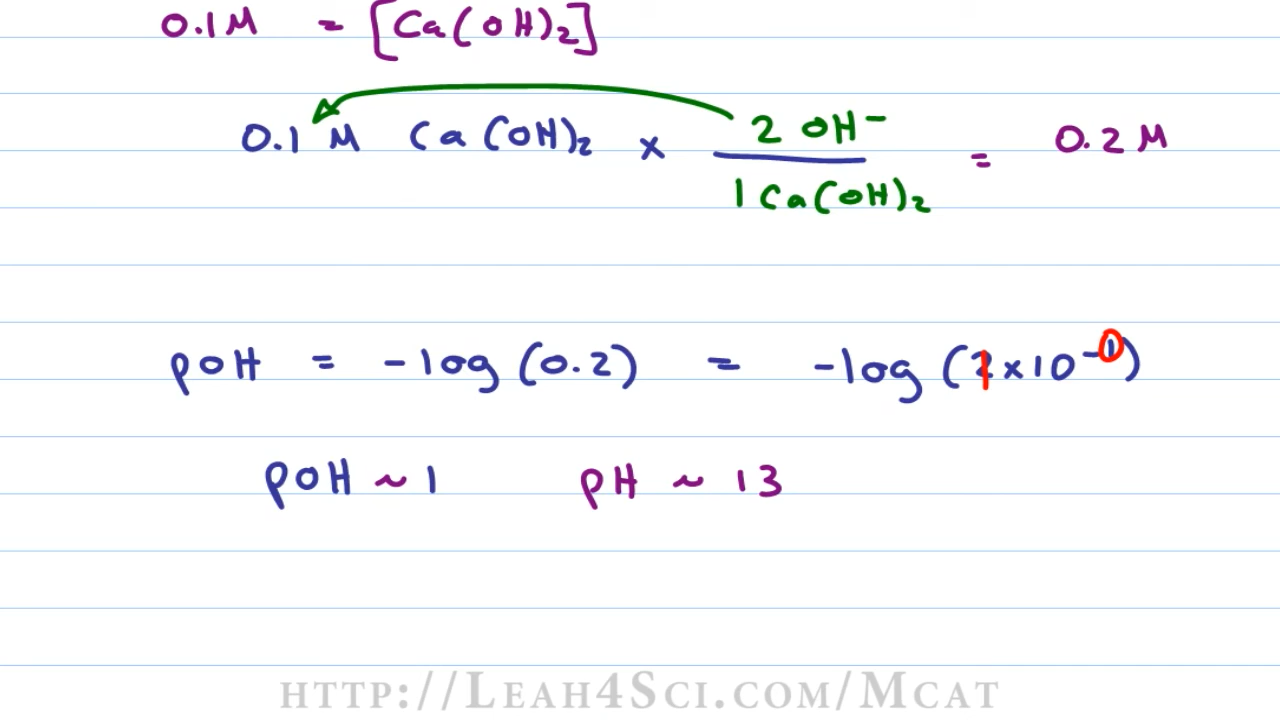 0.1M = [Ca(OH)₂]
0.1 M Ca(OH)₂ x 2 OH⁻ / 1 Ca(OH)₂ = 0.2 M
pOH = -log(0.2) = -log(1x10⁻¹)
pOH ~ 1 pH ~ 13
HTTP://LEAH4SCI.COM/MCAT